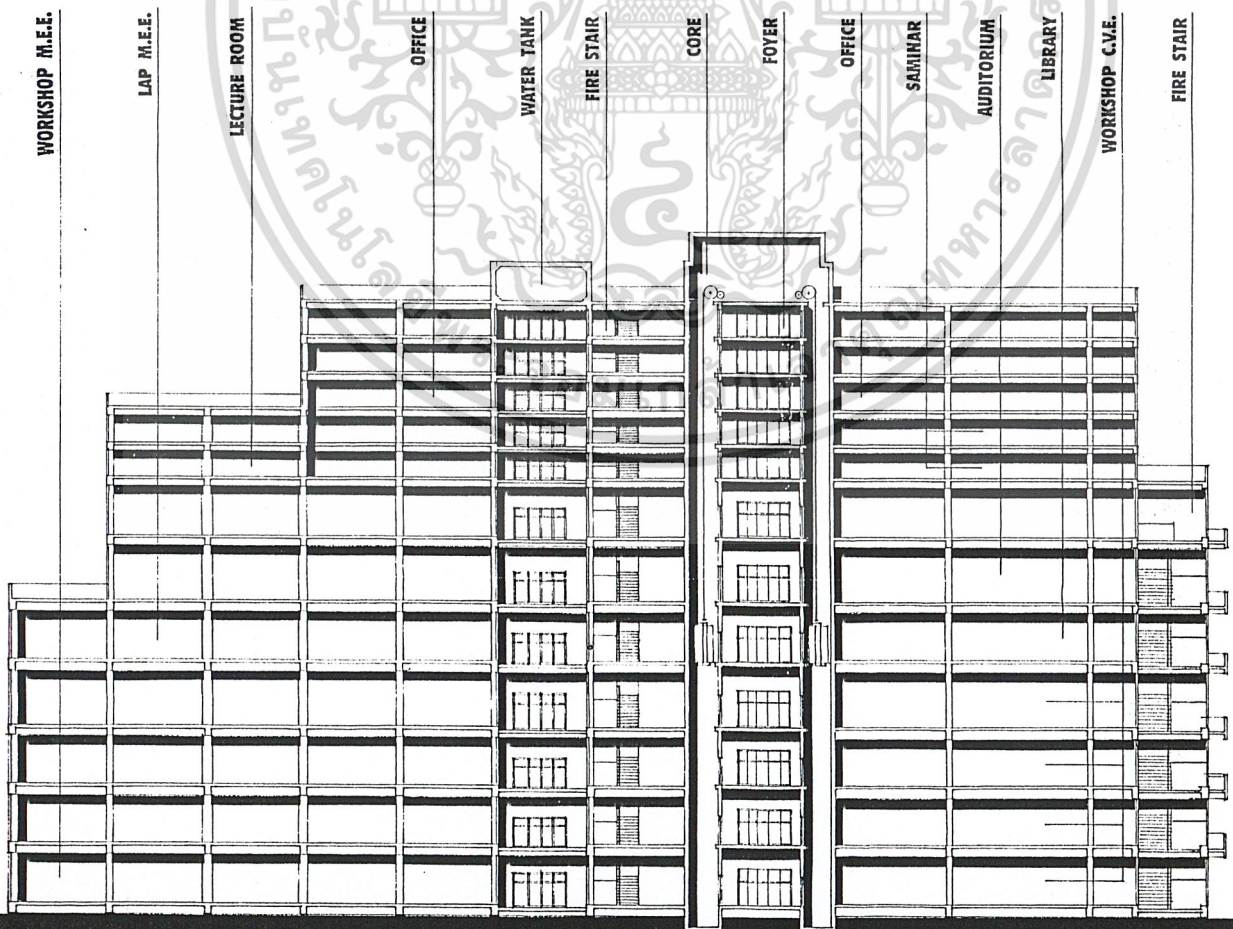 WORKSHOP M.E.E.
LAP M.E.E.
LECTURE ROOM
OFFICE
WATER TANK
FIRE STAIR
CORE
FOYER
OFFICE
SAMINAR
AUDITORIUM
LIBRARY
WORKSHOP C.V.E.
FIRE STAIR